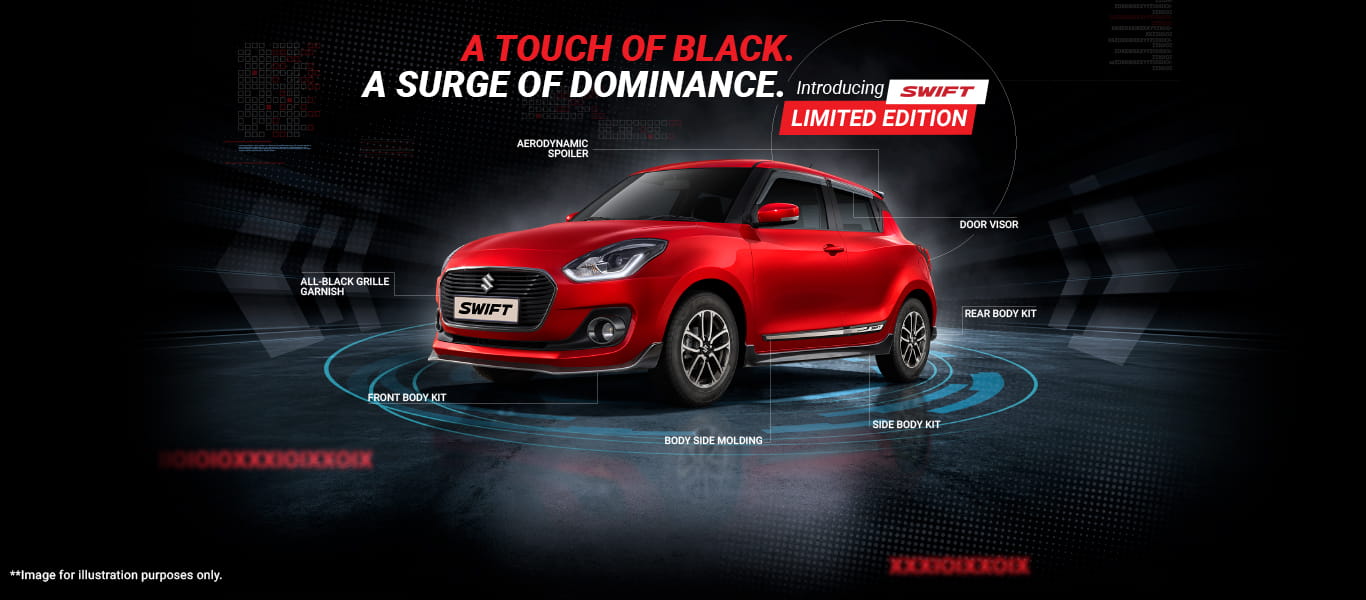 A TOUCH OF BLACK.
A SURGE OF DOMINANCE.
Introducing SWIFT
LIMITED EDITION
AERODYNAMIC
SPOILER
DOOR VISOR
ALL-BLACK GRILLE
GARNISH
SWIFT
REAR BODY KIT
FRONT BODY KIT
SIDE BODY KIT
BODY SIDE MOLDING
**Image for illustration purposes only.